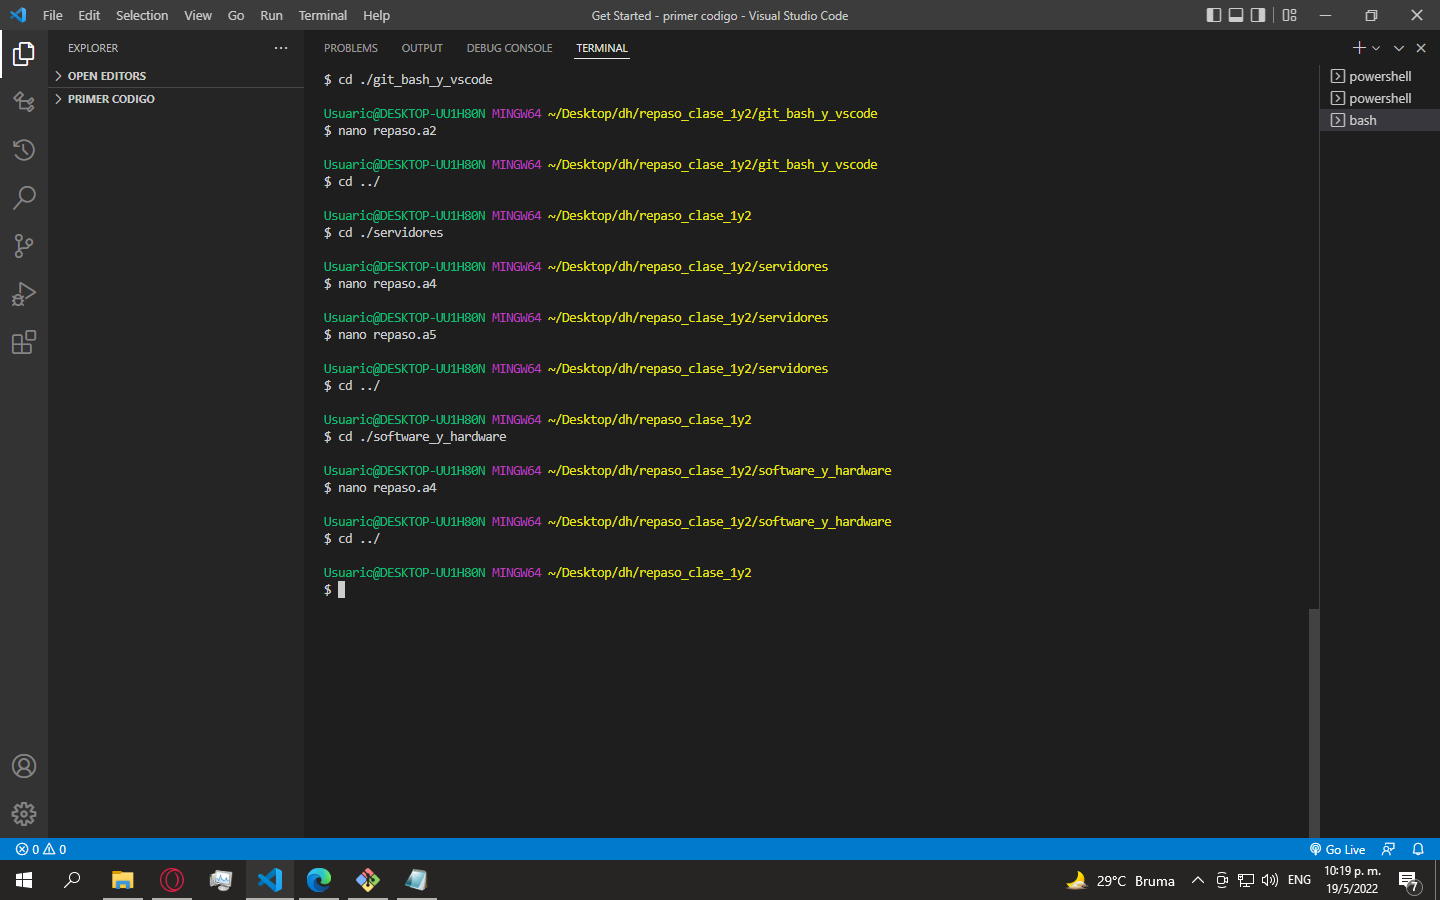 File Edit Selection View Go Run Terminal Help
Get Started - primer codigo - Visual Studio Code
EXPLORER
OPEN EDITORS
PRIMER CODIGO
PROBLEMS OUTPUT DEBUG CONSOLE TERMINAL
$ cd ./git_bash_y_vscode
Usuario@DESKTOP-UU1H80N MINGW64 ~/Desktop/dh/repaso_clase_1y2/git_bash_y_vscode
$ nano repaso.a2
Usuario@DESKTOP-UU1H80N MINGW64 ~/Desktop/dh/repaso_clase_1y2/git_bash_y_vscode
$ cd ../
Usuario@DESKTOP-UU1H80N MINGW64 ~/Desktop/dh/repaso_clase_1y2
$ cd ./servidores
Usuario@DESKTOP-UU1H80N MINGW64 ~/Desktop/dh/repaso_clase_1y2/servidores
$ nano repaso.a4
Usuario@DESKTOP-UU1H80N MINGW64 ~/Desktop/dh/repaso_clase_1y2/servidores
$ nano repaso.a5
Usuario@DESKTOP-UU1H80N MINGW64 ~/Desktop/dh/repaso_clase_1y2/servidores
$ cd ../
Usuario@DESKTOP-UU1H80N MINGW64 ~/Desktop/dh/repaso_clase_1y2
$ cd ./software_y_hardware
Usuario@DESKTOP-UU1H80N MINGW64 ~/Desktop/dh/repaso_clase_1y2/software_y_hardware
$ nano repaso.a4
Usuario@DESKTOP-UU1H80N MINGW64 ~/Desktop/dh/repaso_clase_1y2/software_y_hardware
$ cd ../
Usuario@DESKTOP-UU1H80N MINGW64 ~/Desktop/dh/repaso_clase_1y2
$
powershell
powershell
bash
0 0
Go Live
29°C Bruma
ENG
10:19 p. m.
19/5/2022
7